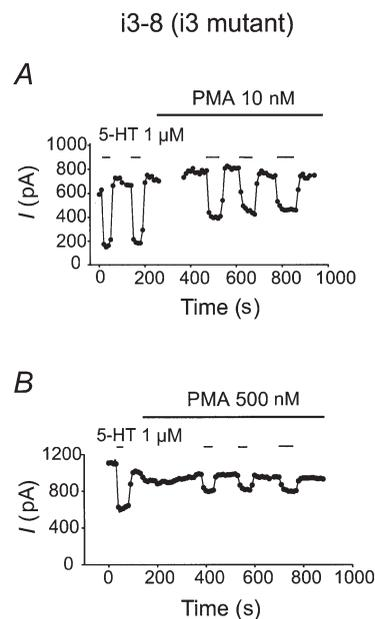 i3-8 (i3 mutant)
A
PMA 10 nM
5-HT 1 μM
1000
800
600
400
200
0
I (pA)
0 200 400 600 800 1000
Time (s)
B
PMA 500 nM
5-HT 1 μM
1200
800
400
0
I (pA)
0 200 400 600 800 1000
Time (s)